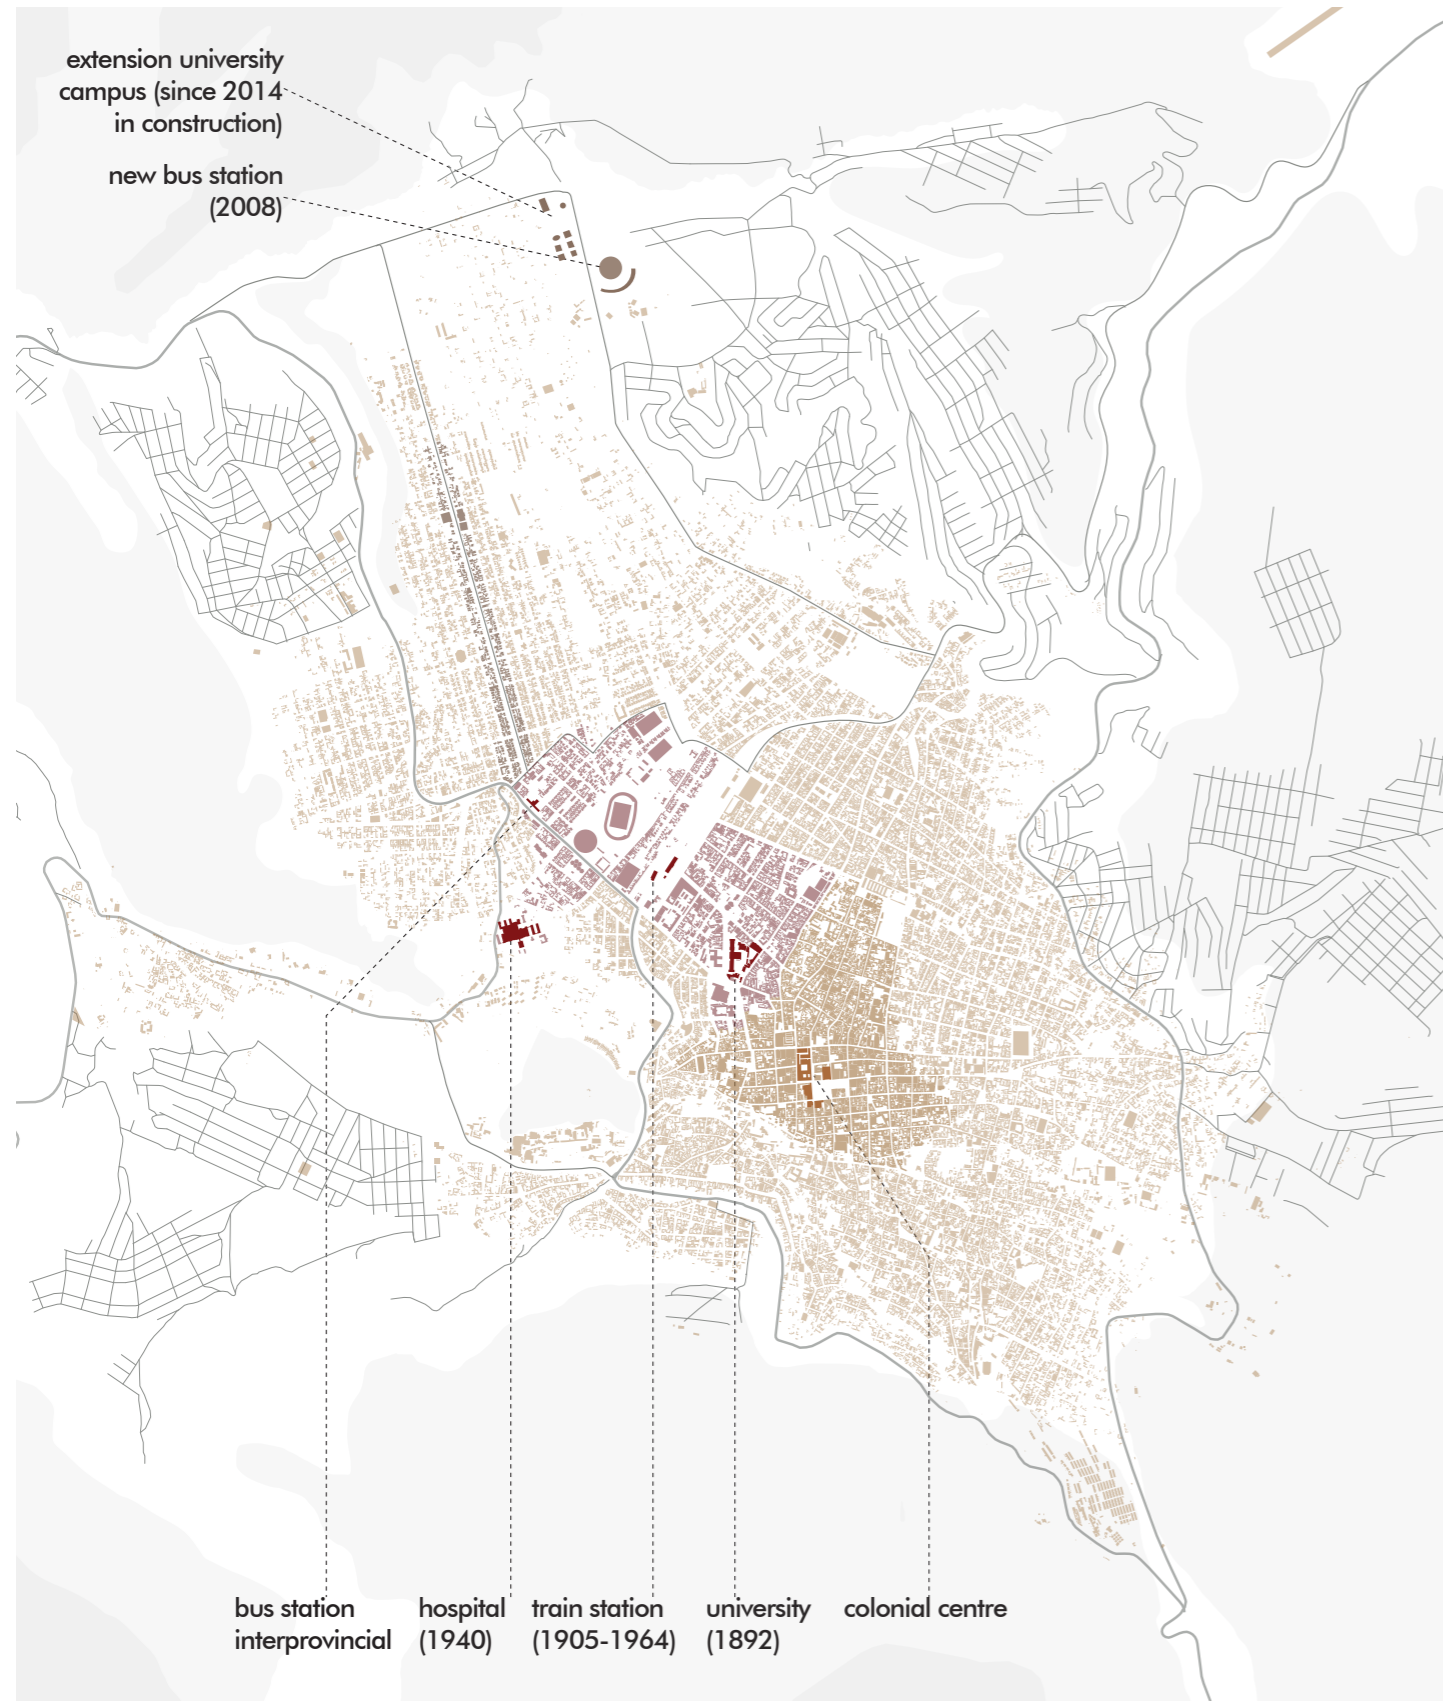 extension university
campus (since 2014
in construction)
new bus station
(2008)
bus station
interprovincial
hospital
(1940)
train station
(1905-1964)
university
(1892)
colonial centre